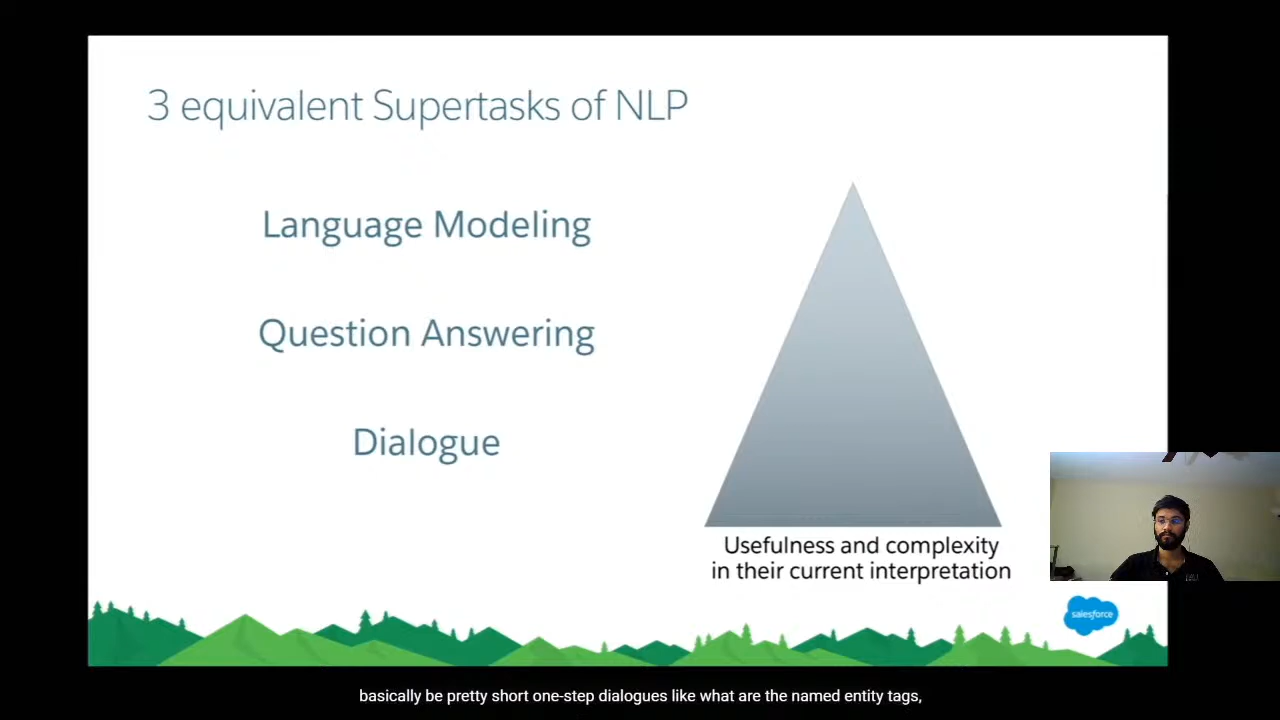 3 equivalent Supertasks of NLP
Language Modeling
Question Answering
Dialogue
Usefulness and complexity
in their current interpretation
salesforce
basically be pretty short one-step dialogues like what are the named entity tags,